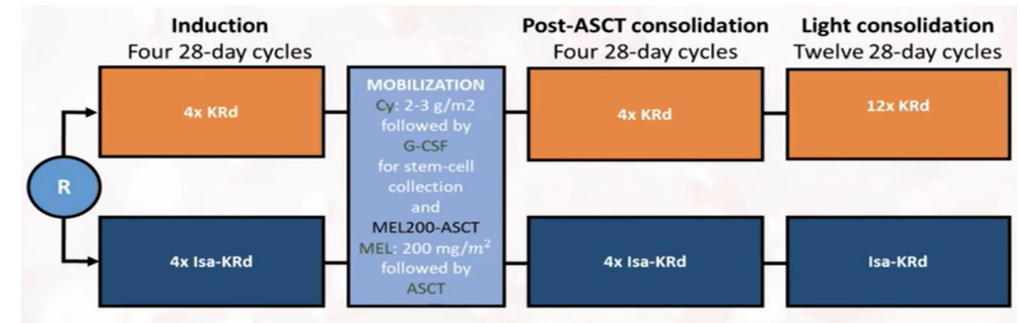 Induction
Four 28-day cycles
Post-ASCT consolidation
Four 28-day cycles
Light consolidation
Twelve 28-day cycles
R
4x KRd
4x Isa-KRd
MOBILIZATION
Cy: 2-3 g/m2
followed by
G-CSF
for stem-cell
collection
and
MEL200-ASCT
MEL: 200 mg/m²
followed by
ASCT
4x KRd
4x Isa-KRd
12x KRd
Isa-KRd